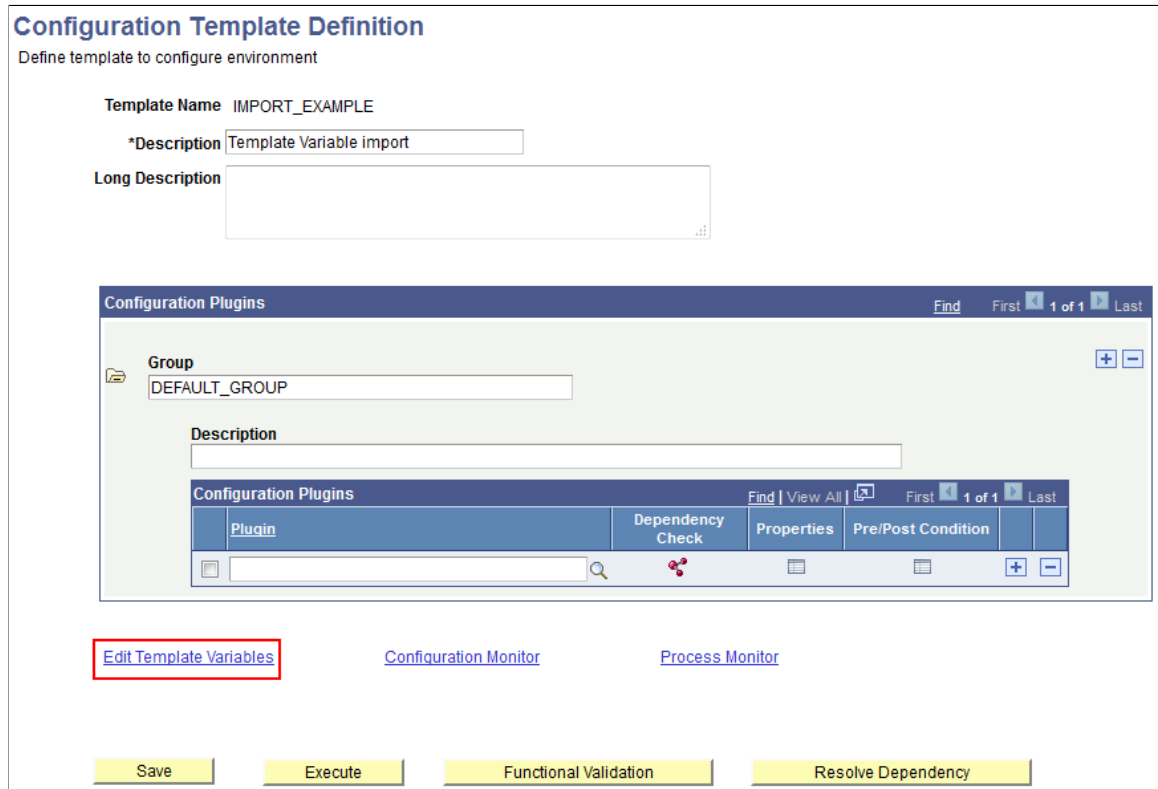 Configuration Template Definition
Define template to configure environment
Template Name IMPORT_EXAMPLE
*Description Template Variable import
Long Description
Configuration Plugins Find First 1 of 1 Last
Group
DEFAULT_GROUP
Description
Configuration Plugins Find | View All | First 1 of 1 Last
Plugin Dependency Check Properties Pre/Post Condition
Edit Template Variables Configuration Monitor Process Monitor
Save Execute Functional Validation Resolve Dependency